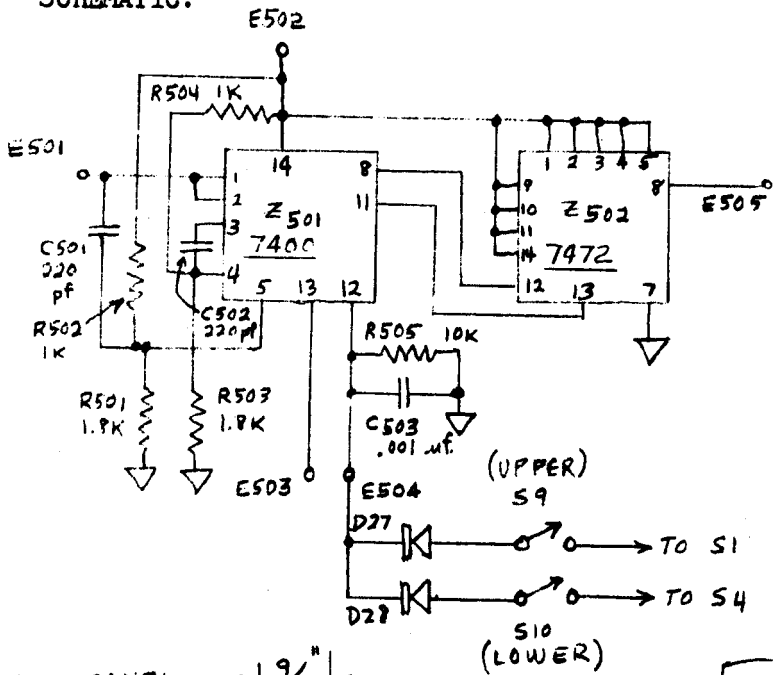 SCHEMATIC:
E502
R504 1K
E501
14
1
2
3
4
5
13
12
8
11
Z501
7400
1 2 3 4 5
9
10
11
14
12
13
7
8
Z502
7472
E505
C501
220
pf
R502
1K
C502
220pf
R505 10K
R501
1.8K
R503
1.8K
C503
.001 uf.
E503
E504
(UPPER)
S9
D27
TO S1
D28
TO S4
S10
(LOWER)